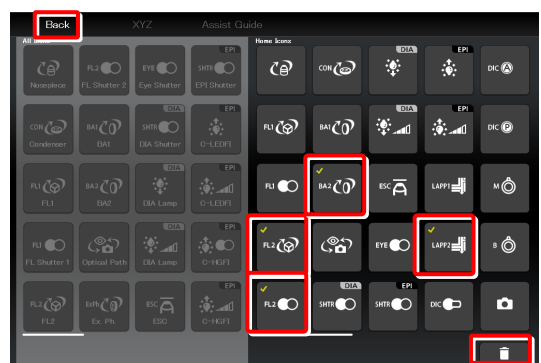 Back XYZ Assist Guide
Home Icons
EPI DIA EPI
FL2 EYE SHTR CON DIC A
Nosepiece FL Shutter 2 Eye Shutter EPI Shutter
DIA EPI DIA EPI
CON BA1 SHTR FL1 BA1 DIC P
Condenser BA1 DIA Shutter C-LEDFI
DIA EPI
FL1 BA2 FL1 BA2 ESC LAPP1 M
FL1 BA2 DIA Lamp C-LEDFI
DIA EPI
FL1 FL2 EYE LAPP2 B
FL Shutter 1 Optical Path DIA Lamp C-HGFI
EPI DIA EPI
FL2 ExPh ESC FL2 SHTR SHTR DIC
FL2 Ex. Ph. ESC C-HGFI